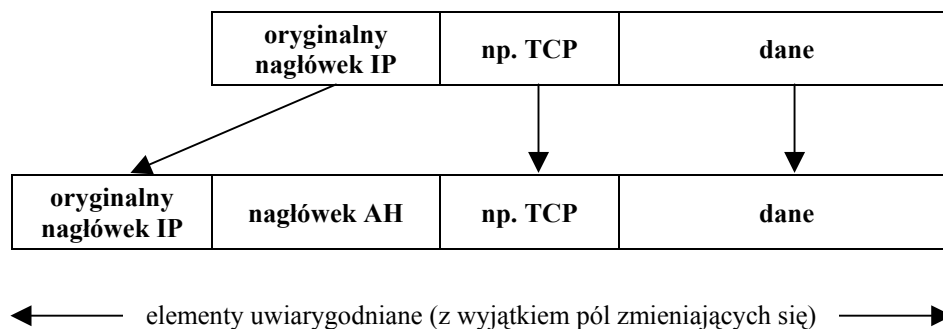 oryginalny
nagłówek IP
np. TCP
dane
oryginalny
nagłówek IP
nagłówek AH
np. TCP
dane
elementy uwiarygodniane (z wyjątkiem pól zmieniających się)